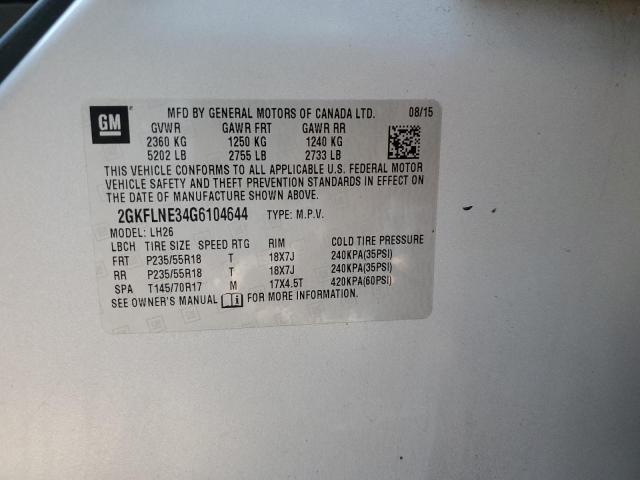 GM
MFD BY GENERAL MOTORS OF CANADA LTD. 08/15
GVWR GAWR FRT GAWR RR
2360 KG 1250 KG 1240 KG
5202 LB 2755 LB 2733 LB
THIS VEHICLE CONFORMS TO ALL APPLICABLE U.S. FEDERAL MOTOR
VEHICLE SAFETY AND THEFT PREVENTION STANDARDS IN EFFECT ON
THE DATE OF MANUFACTURE SHOWN ABOVE.
2GKFLNE34G6104644 TYPE: M.P.V.
MODEL: LH26
LBCH TIRE SIZE SPEED RTG RIM COLD TIRE PRESSURE
FRT P235/55R18 T 18X7J 240KPA(35PSI)
RR P235/55R18 T 18X7J 240KPA(35PSI)
SPA T145/70R17 M 17X4.5T 420KPA(60PSI)
SEE OWNER'S MANUAL FOR MORE INFORMATION.